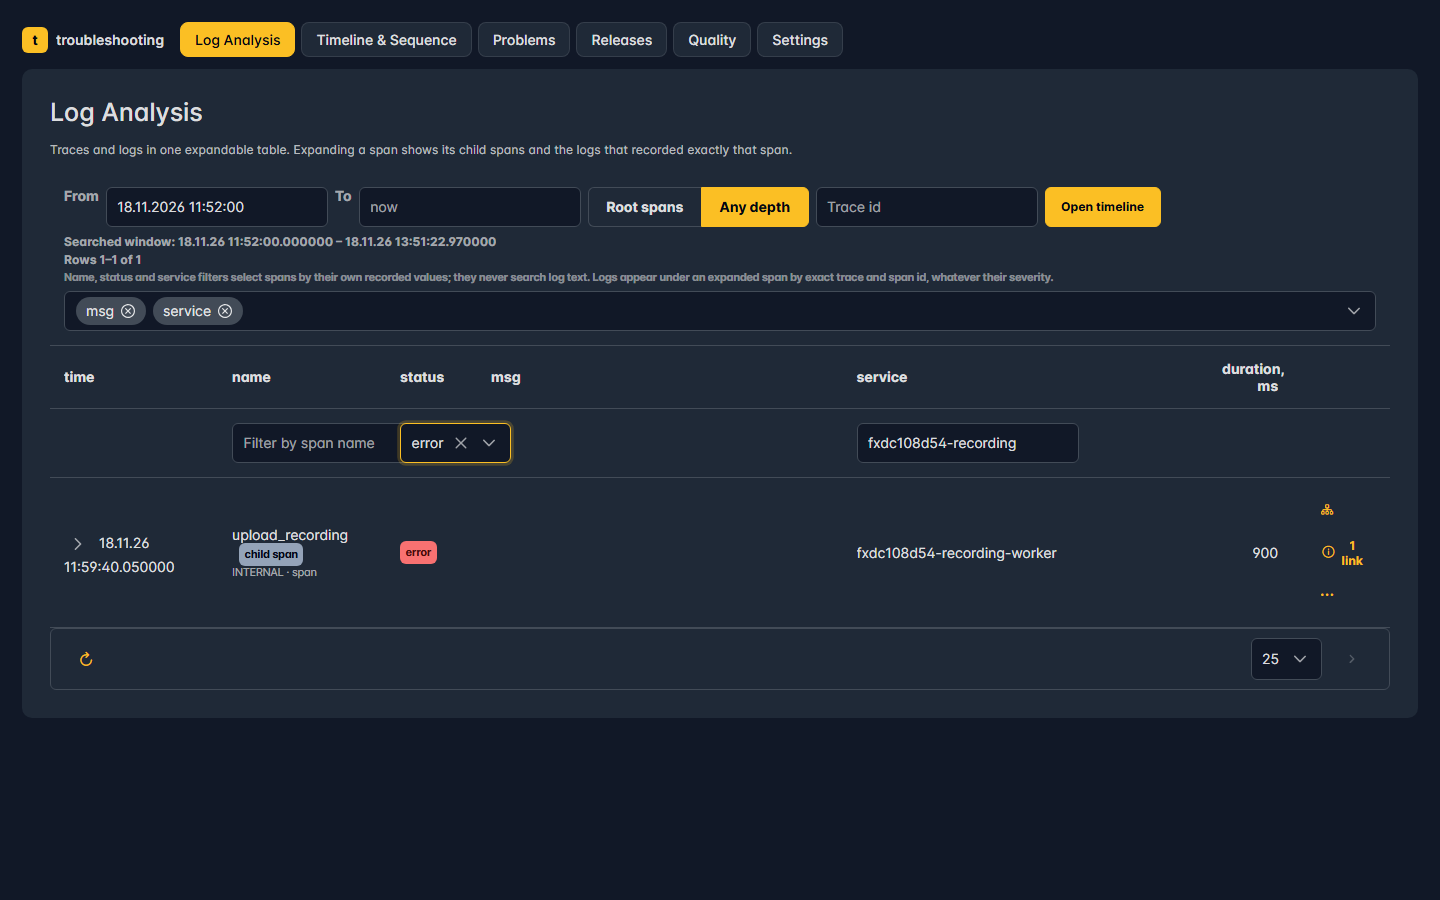 t troubleshooting Log Analysis Timeline & Sequence Problems Releases Quality Settings
Log Analysis
Traces and logs in one expandable table. Expanding a span shows its child spans and the logs that recorded exactly that span.
From 18.11.2026 11:52:00 To now Root spans Any depth Trace id Open timeline
Searched window: 18.11.26 11:52:00.000000 – 18.11.26 13:51:22.970000
Rows 1–1 of 1
Name, status and service filters select spans by their own recorded values; they never search log text. Logs appear under an expanded span by exact trace and span id, whatever their severity.
msg service
time name status msg service duration, ms
Filter by span name error fxdc108d54-recording
18.11.26
11:59:40.050000
upload_recording
child span
INTERNAL · span
error
fxdc108d54-recording-worker
900
1
link
25